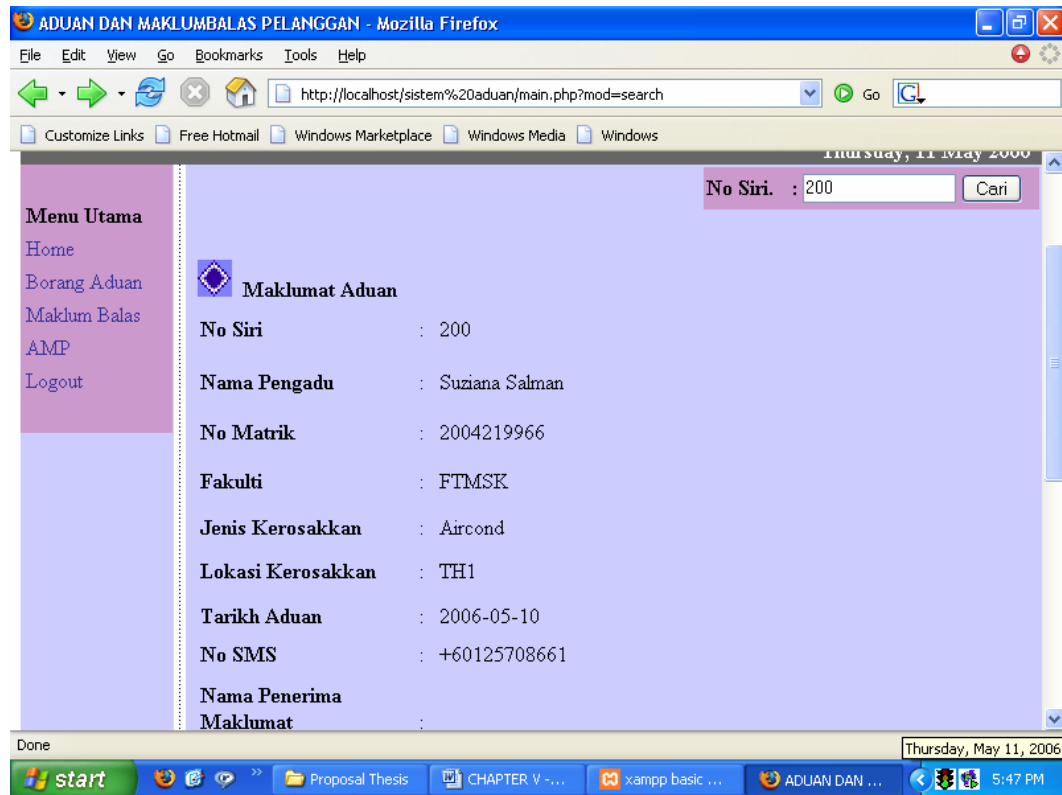 ADUAN DAN MAKLUMBALAS PELANGGAN - Mozilla Firefox
File Edit View Go Bookmarks Tools Help
http://localhost/sistem%20aduan/main.php?mod=search Go G
Customize Links Free Hotmail Windows Marketplace Windows Media Windows
Thursday, 11 May 2006
No Siri. : 200 Cari
Menu Utama
Home
Borang Aduan
Maklum Balas
AMP
Logout
Maklumat Aduan
No Siri : 200
Nama Pengadu : Suziana Salman
No Matrik : 2004219966
Fakulti : FTMSK
Jenis Kerosakkan : Aircond
Lokasi Kerosakkan : TH1
Tarikh Aduan : 2006-05-10
No SMS : +60125708661
Nama Penerima
Maklumat :
Done
Thursday, May 11, 2006
start Proposal Thesis CHAPTER V -... xampp basic ... ADUAN DAN ... 5:47 PM